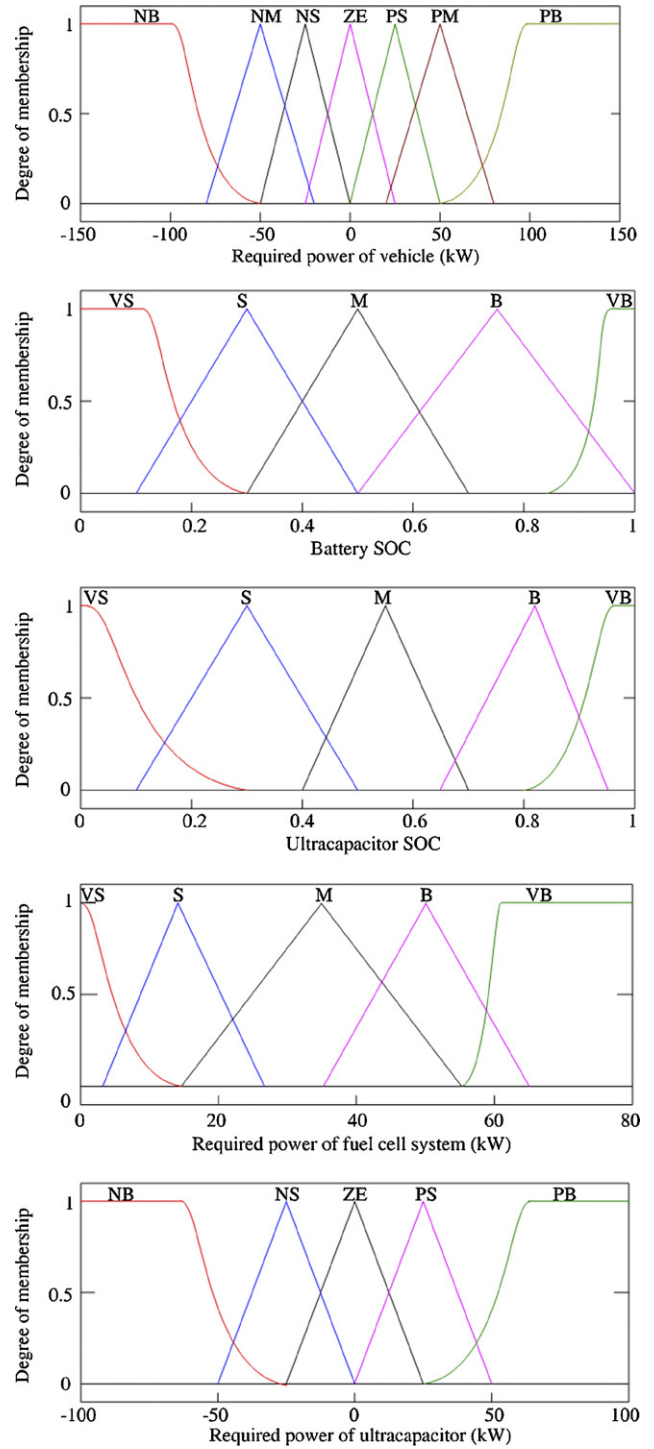 NB NM NS ZE PS PM PB
1
0.5
0
Degree of membership
-150 -100 -50 0 50 100 150
Required power of vehicle (kW)
VS S M B VB
1
0.5
0
Degree of membership
0 0.2 0.4 0.6 0.8 1
Battery SOC
VS S M B VB
1
0.5
0
Degree of membership
0 0.2 0.4 0.6 0.8 1
Ultracapacitor SOC
VS S M B VB
1
0.5
0
Degree of membership
0 20 40 60 80
Required power of fuel cell system (kW)
NB NS ZE PS PB
1
0.5
0
Degree of membership
-100 -50 0 50 100
Required power of ultracapacitor (kW)